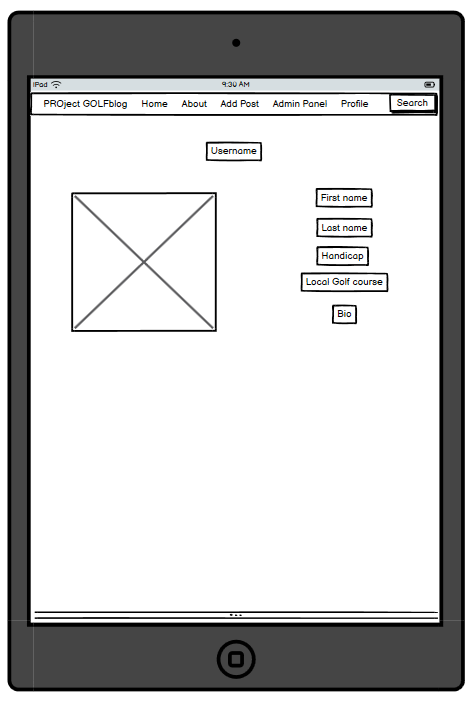 iPad 9:30 AM
PROject GOLFblog Home About Add Post Admin Panel Profile Search
Username
First name
Last name
Handicap
Local Golf course
Bio